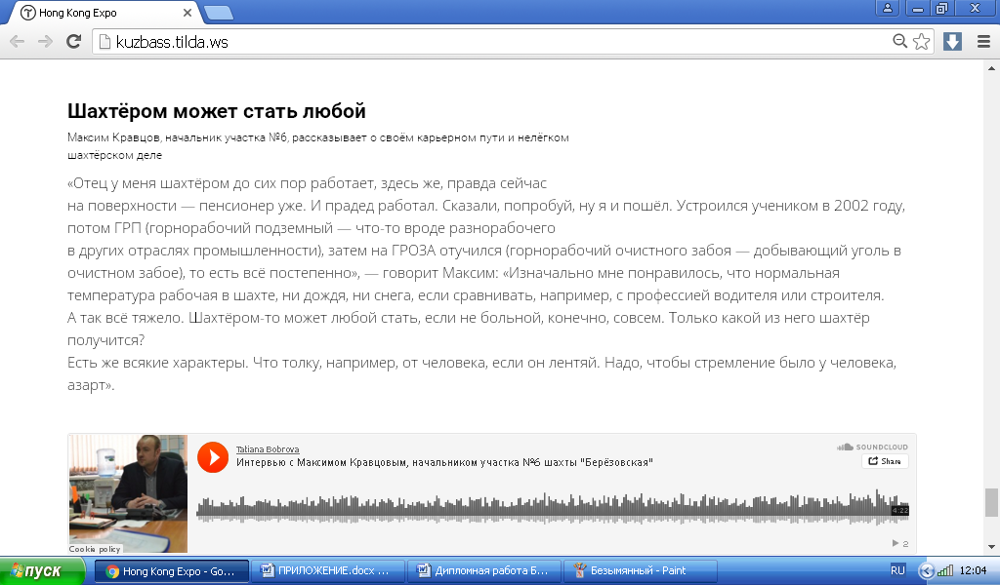 Hong Kong Expo
kuzbass.tilda.ws
Шахтёром может стать любой
Максим Кравцов, начальник участка №6, рассказывает о своём карьерном пути и нелёгком
шахтёрском деле
«Отец у меня шахтёром до сих пор работает, здесь же, правда сейчас
на поверхности — пенсионер уже. И прадед работал. Сказали, попробуй, ну я и пошёл. Устроился учеником в 2002 году,
потом ГРП (горнорабочий подземный — что-то вроде разнорабочего
в других отраслях промышленности), затем на ГРОЗА отучился (горнорабочий очистного забоя — добывающий уголь в
очистном забое), то есть всё постепенно», — говорит Максим: «Изначально мне понравилось, что нормальная
температура рабочая в шахте, ни дождя, ни снега, если сравнивать, например, с профессией водителя или строителя.
А так всё тяжело. Шахтёром-то может любой стать, если не больной, конечно, совсем. Только какой из него шахтёр
получится?
Есть же всякие характеры. Что толку, например, от человека, если он лентяй. Надо, чтобы стремление было у человека,
азарт».
Tatiana Bobrova
Интервью с Максимом Кравцовым, начальником участка №6 шахты "Берёзовская"
SOUNDCLOUD
Share
4:22
2
Cookie policy
пуск
Hong Kong Expo - Go...
ПРИЛОЖЕНИЕ.docx ...
Дипломная работа Б...
Безымянный - Paint
RU
12:04